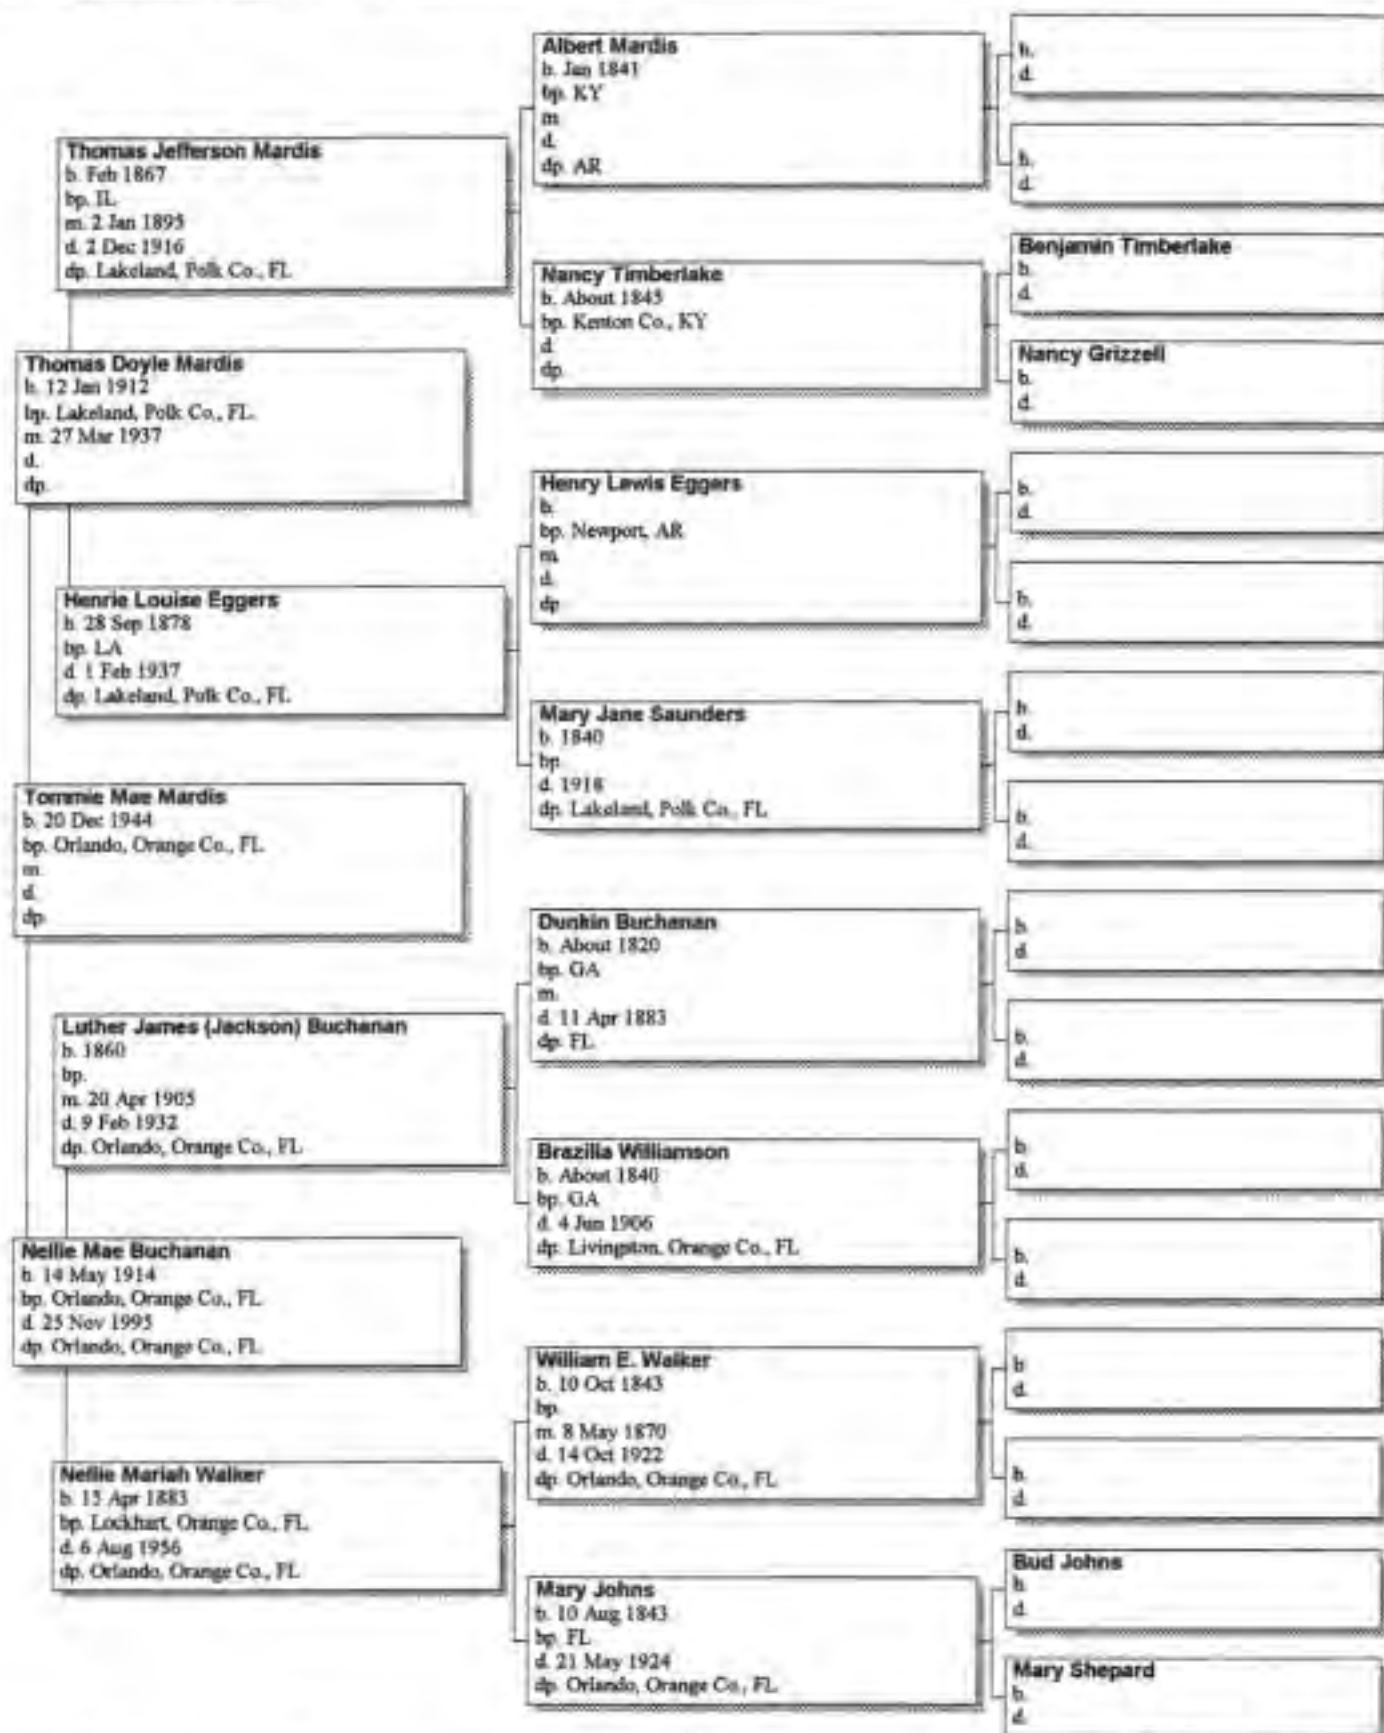 Albert Mardis
b. Jan 1841
bp. KY
m.
d.
dp. AR
b.
d.
b.
d.
Thomas Jefferson Mardis
b. Feb 1867
bp. IL
m. 2 Jan 1895
d. 2 Dec 1916
dp. Lakeland, Polk Co., FL
Nancy Timberlake
b. About 1845
bp. Kenton Co., KY
d.
dp.
Benjamin Timberlake
b.
d.
Nancy Grizzell
b.
d.
Thomas Doyle Mardis
b. 12 Jan 1912
bp. Lakeland, Polk Co., FL
m. 27 Mar 1937
d.
dp.
Henry Lewis Eggers
b.
bp. Newport, AR
m.
d.
dp.
b.
d.
b.
d.
Henrie Louise Eggers
b. 28 Sep 1878
bp. LA
d. 1 Feb 1937
dp. Lakeland, Polk Co., FL
Mary Jane Saunders
b. 1840
bp.
d. 1918
dp. Lakeland, Polk Co., FL
b.
d.
b.
d.
Tommie Mae Mardis
b. 20 Dec 1944
bp. Orlando, Orange Co., FL
m.
d.
dp.
Dunkin Buchanan
b. About 1820
bp. GA
m.
d. 11 Apr 1883
dp. FL
b.
d.
b.
d.
Luther James (Jackson) Buchanan
b. 1860
bp.
m. 20 Apr 1905
d. 9 Feb 1932
dp. Orlando, Orange Co., FL
Brazilla Williamson
b. About 1840
bp. GA
d. 4 Jun 1906
dp. Livingston, Orange Co., FL
b.
d.
b.
d.
Nellie Mae Buchanan
b. 14 May 1914
bp. Orlando, Orange Co., FL
d. 25 Nov 1995
dp. Orlando, Orange Co., FL
William E. Walker
b. 10 Oct 1843
bp.
m. 8 May 1870
d. 14 Oct 1922
dp. Orlando, Orange Co., FL
b.
d.
b.
d.
Nellie Mariah Walker
b. 15 Apr 1883
bp. Lockhart, Orange Co., FL
d. 6 Aug 1956
dp. Orlando, Orange Co., FL
Mary Johns
b. 10 Aug 1843
bp. FL
d. 21 May 1924
dp. Orlando, Orange Co., FL
Bud Johns
b.
d.
Mary Shepard
b.
d.